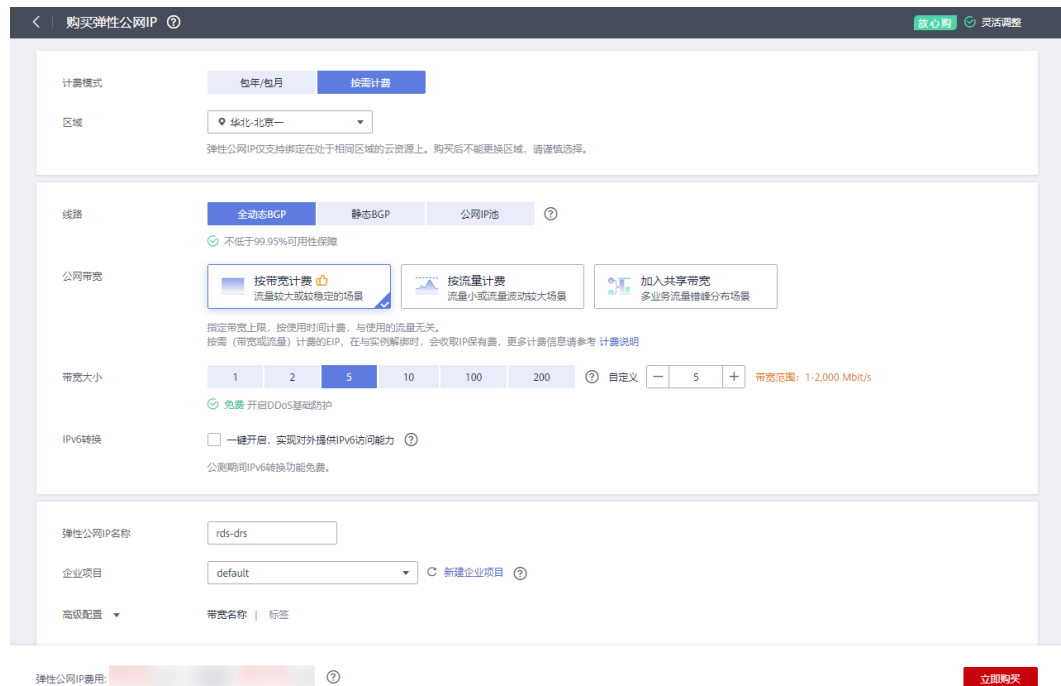 购买弹性公网IP
放心购 灵活调整
计费模式 包年/包月 按需计费
区域 华北-北京一
弹性公网IP仅支持绑定在处于相同区域的云资源上。购买后不能更换区域，请谨慎选择。
线路 全动态BGP 静态BGP 公网IP池
不低于99.95%可用性保障
公网带宽 按带宽计费 按流量计费 加入共享带宽
流量较大或较稳定的场景 流量小或流量波动较大场景 多业务流量错峰分布场景
指定带宽上限，按使用时间计费，与使用的流量无关。
按需（带宽或流量）计费的EIP，在与实例解绑时，会收取IP保有费，更多计费信息请参考 计费说明
带宽大小 1 2 5 10 100 200 自定义 5 带宽范围：1-2,000 Mbit/s
免费 开启DDoS基础防护
IPv6转换 一键开启，实现对外提供IPv6访问能力
公测期间IPv6转换功能免费。
弹性公网IP名称 rds-drs
企业项目 default 新建企业项目
高级配置 带宽名称 | 标签
弹性公网IP费用: 立即购买